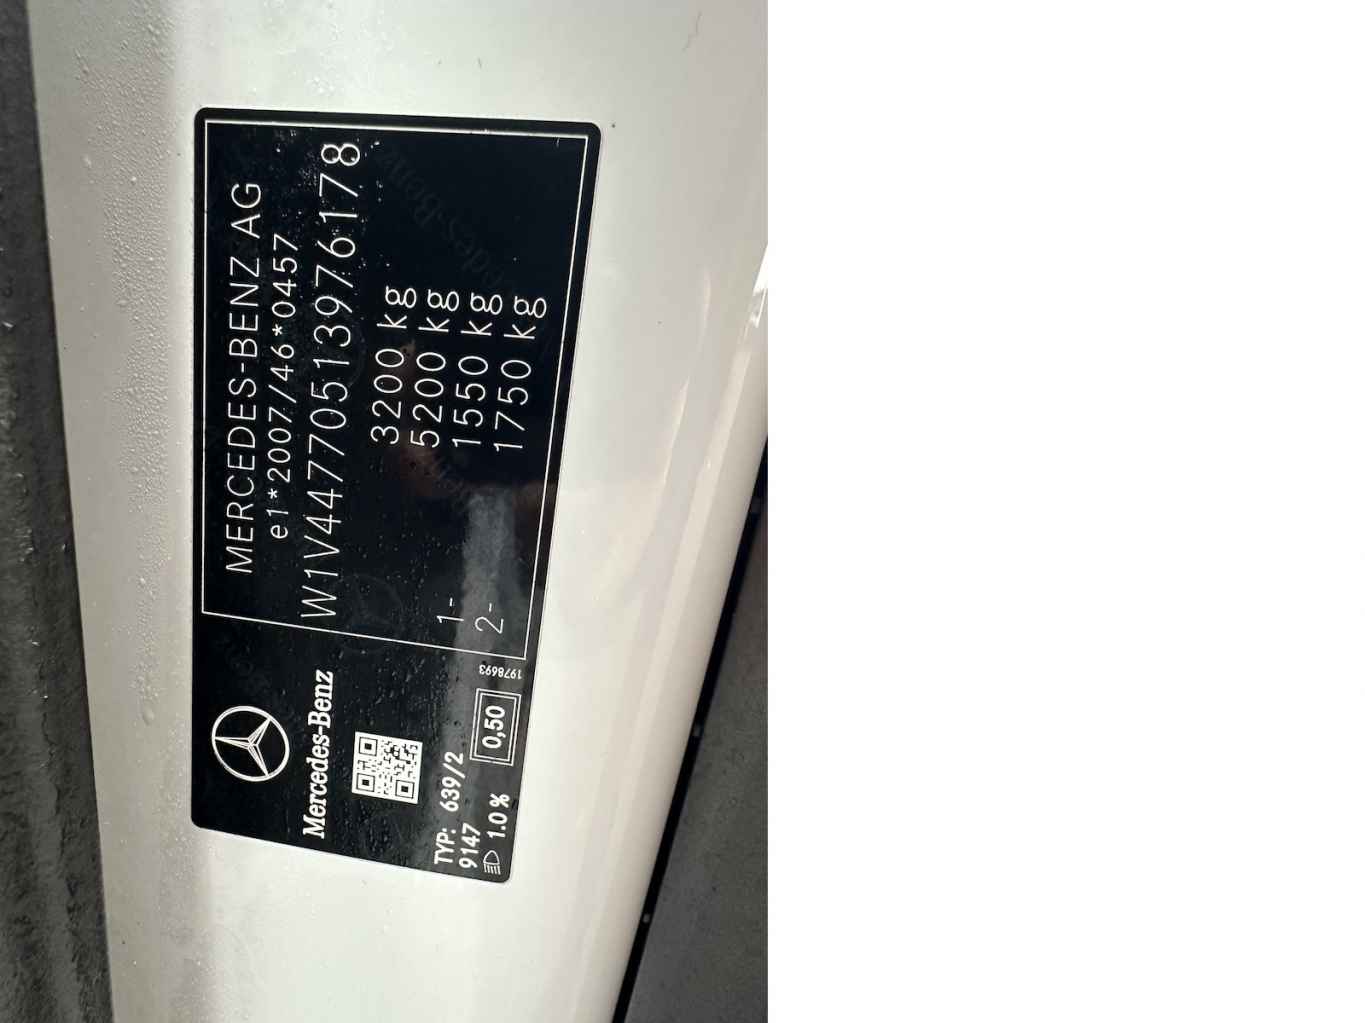 MERCEDES-BENZ AG
e1*2007/46*0457
W1V44770513976178
3200 kg
5200 kg
1- 1550 kg
2- 1750 kg
Mercedes-Benz
TYP: 639/2
9147
1.0 %
0,50
1978693